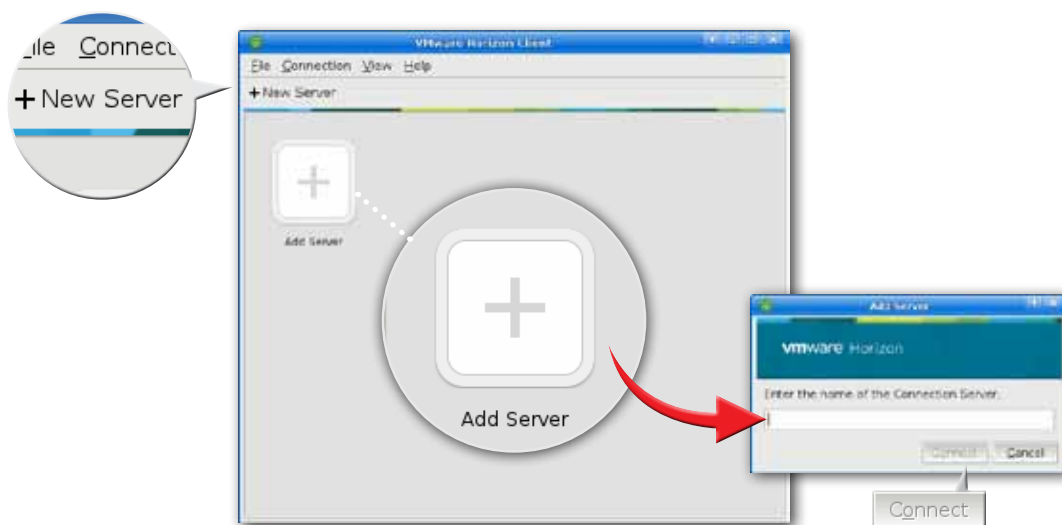 ile Connect
+ New Server
VMware Horizon Client
File Connection View Help
+ New Server
Add Server
Add Server
Add Server
vmware Horizon
Enter the name of the Connection Server.
Connect Cancel
Connect